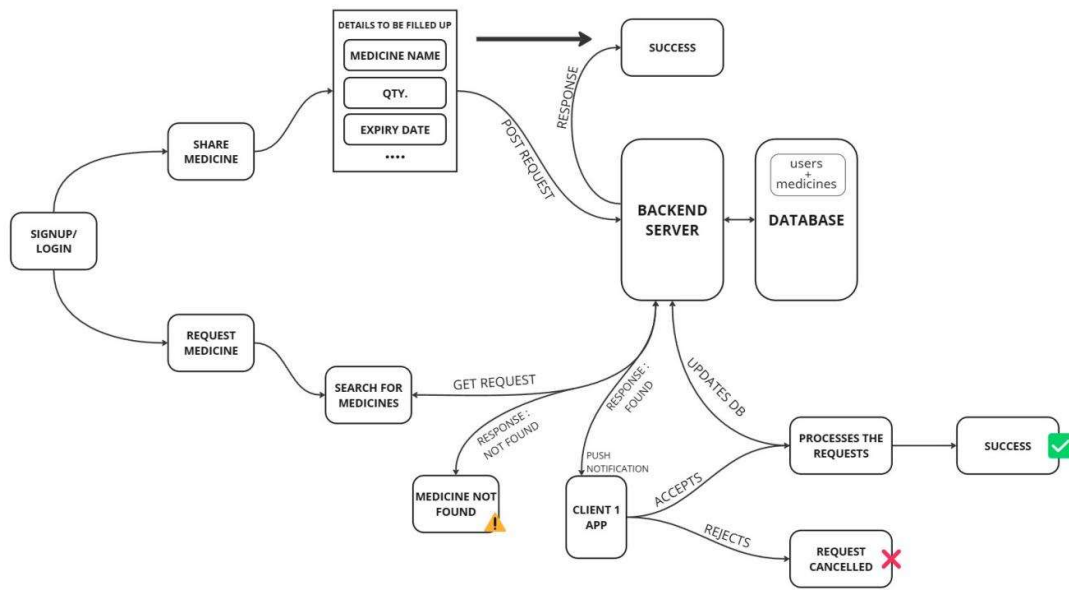 DETAILS TO BE FILLED UP
MEDICINE NAME
QTY.
EXPIRY DATE
....
SUCCESS
RESPONSE
POST REQUEST
SHARE
MEDICINE
SIGNUP/
LOGIN
BACKEND
SERVER
users
+
medicines
DATABASE
REQUEST
MEDICINE
SEARCH FOR
MEDICINES
GET REQUEST
RESPONSE :
NOT FOUND
RESPONSE :
FOUND
UPDATES DB
MEDICINE NOT
FOUND
PUSH
NOTIFICATION
CLIENT 1
APP
ACCEPTS
REJECTS
PROCESSES THE
REQUESTS
SUCCESS
REQUEST
CANCELLED